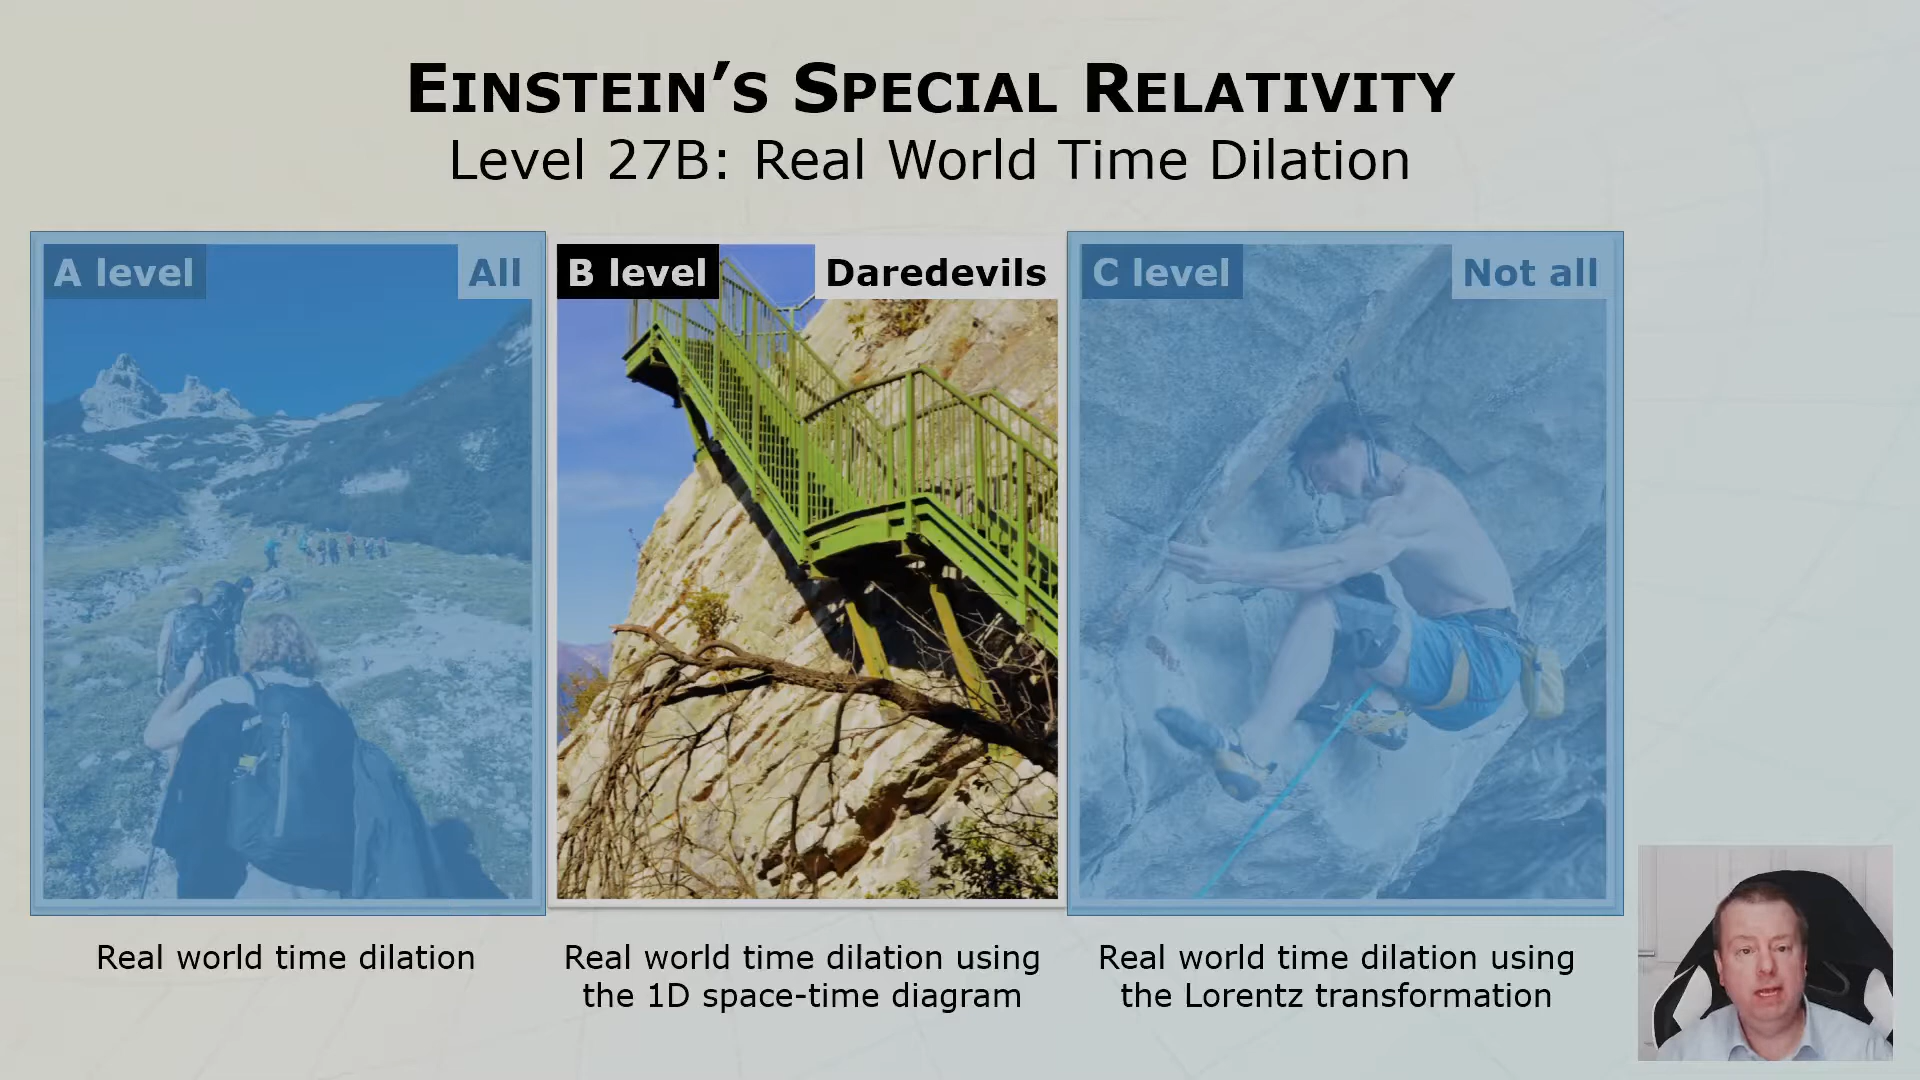 EINSTEIN’S SPECIAL RELATIVITY
Level 27B: Real World Time Dilation
A level
All
B level
Daredevils
C level
Not all
Real world time dilation
Real world time dilation using
the 1D space-time diagram
Real world time dilation using
the Lorentz transformation